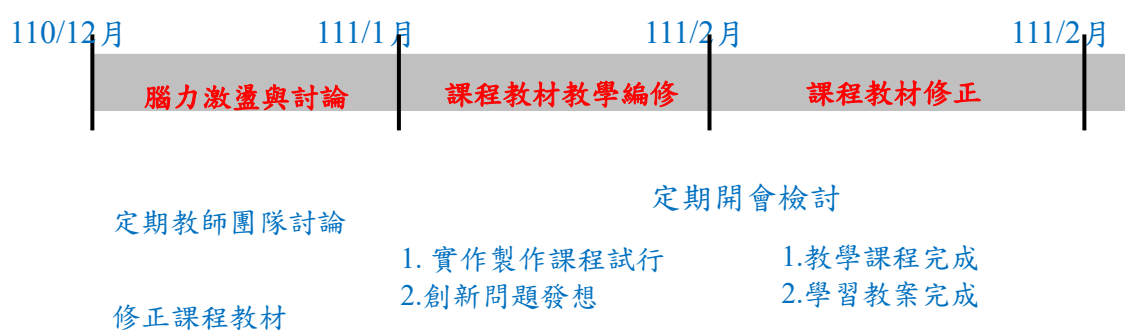 110/12月 111/1月 111/2月 111/2月
腦力激盪與討論 課程教材教學編修 課程教材修正
定期開會檢討
定期教師團隊討論
1. 實作製作課程試行 1.教學課程完成
2.創新問題發想 2.學習教案完成
修正課程教材